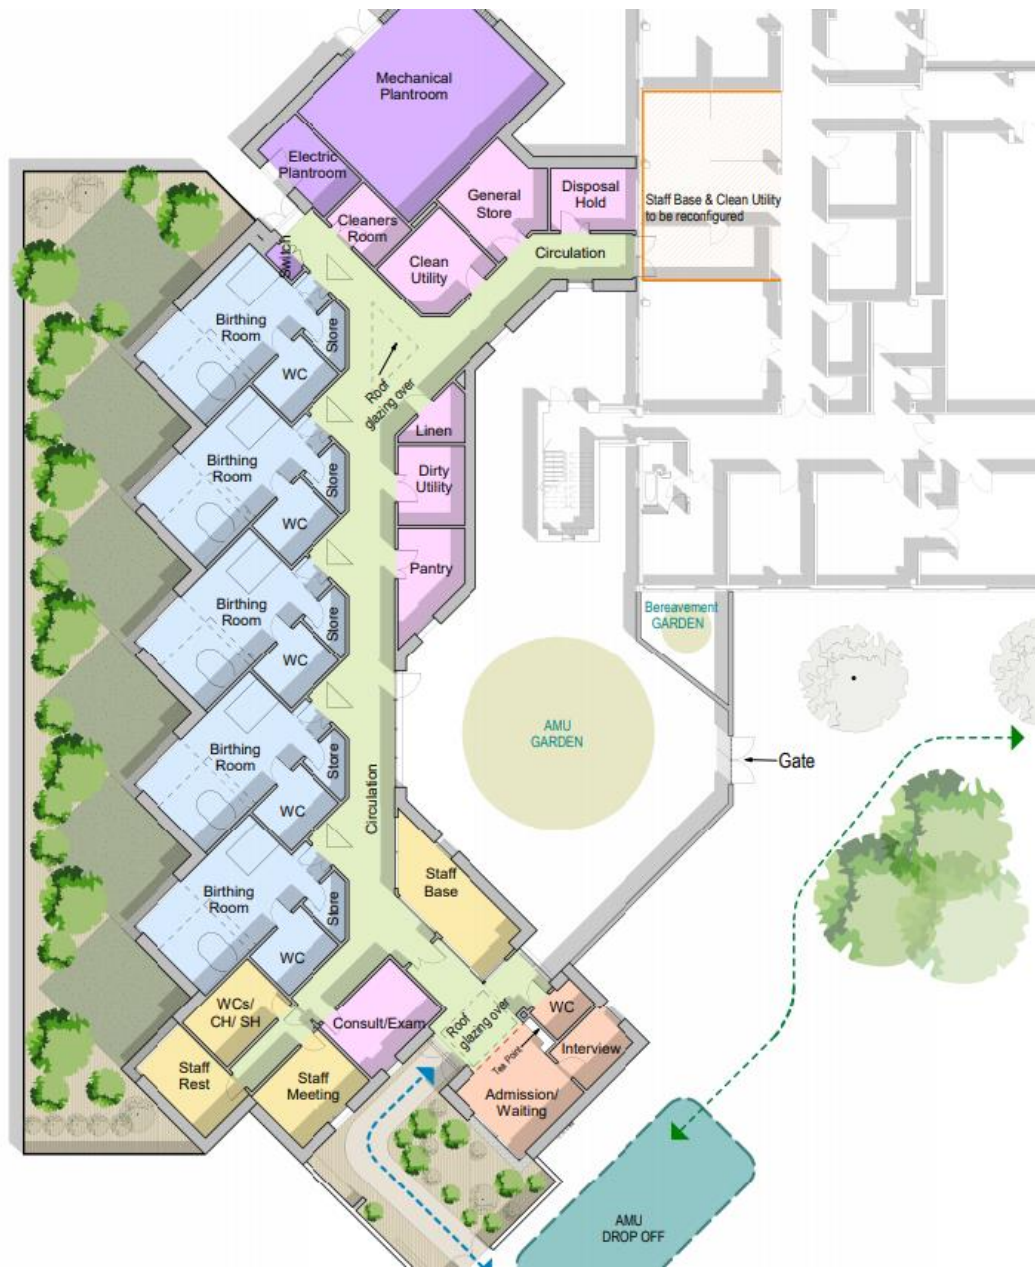 Mechanical
Plantroom
Electric
Plantroom
Cleaners
Room
General
Store
Disposal
Hold
Staff Base & Clean Utility
to be reconfigured
Switch
Clean
Utility
Circulation
Birthing
Room
Store
WC
Roof
glazing over
Linen
Birthing
Room
Store
WC
Dirty
Utility
Birthing
Room
Store
WC
Pantry
Bereavement
GARDEN
AMU
GARDEN
Gate
Birthing
Room
Store
WC
Circulation
Birthing
Room
Store
WC
Staff
Base
WCs/
CH/ SH
Consult/Exam
Roof
glazing over
WC
Tea Point
Interview
Staff
Rest
Staff
Meeting
Admission/
Waiting
AMU
DROP OFF